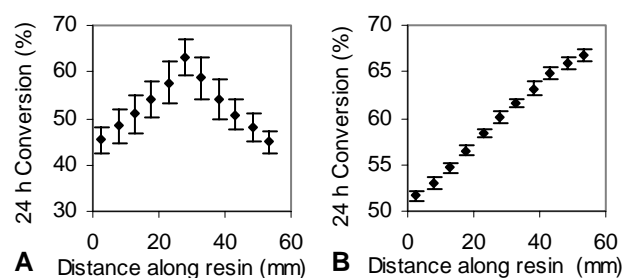 24 h Conversion (%)
70
60
50
40
30
0 20 40 60
A Distance along resin (mm)
24 h Conversion (%)
70
65
60
55
50
0 20 40 60
B Distance along resin (mm)